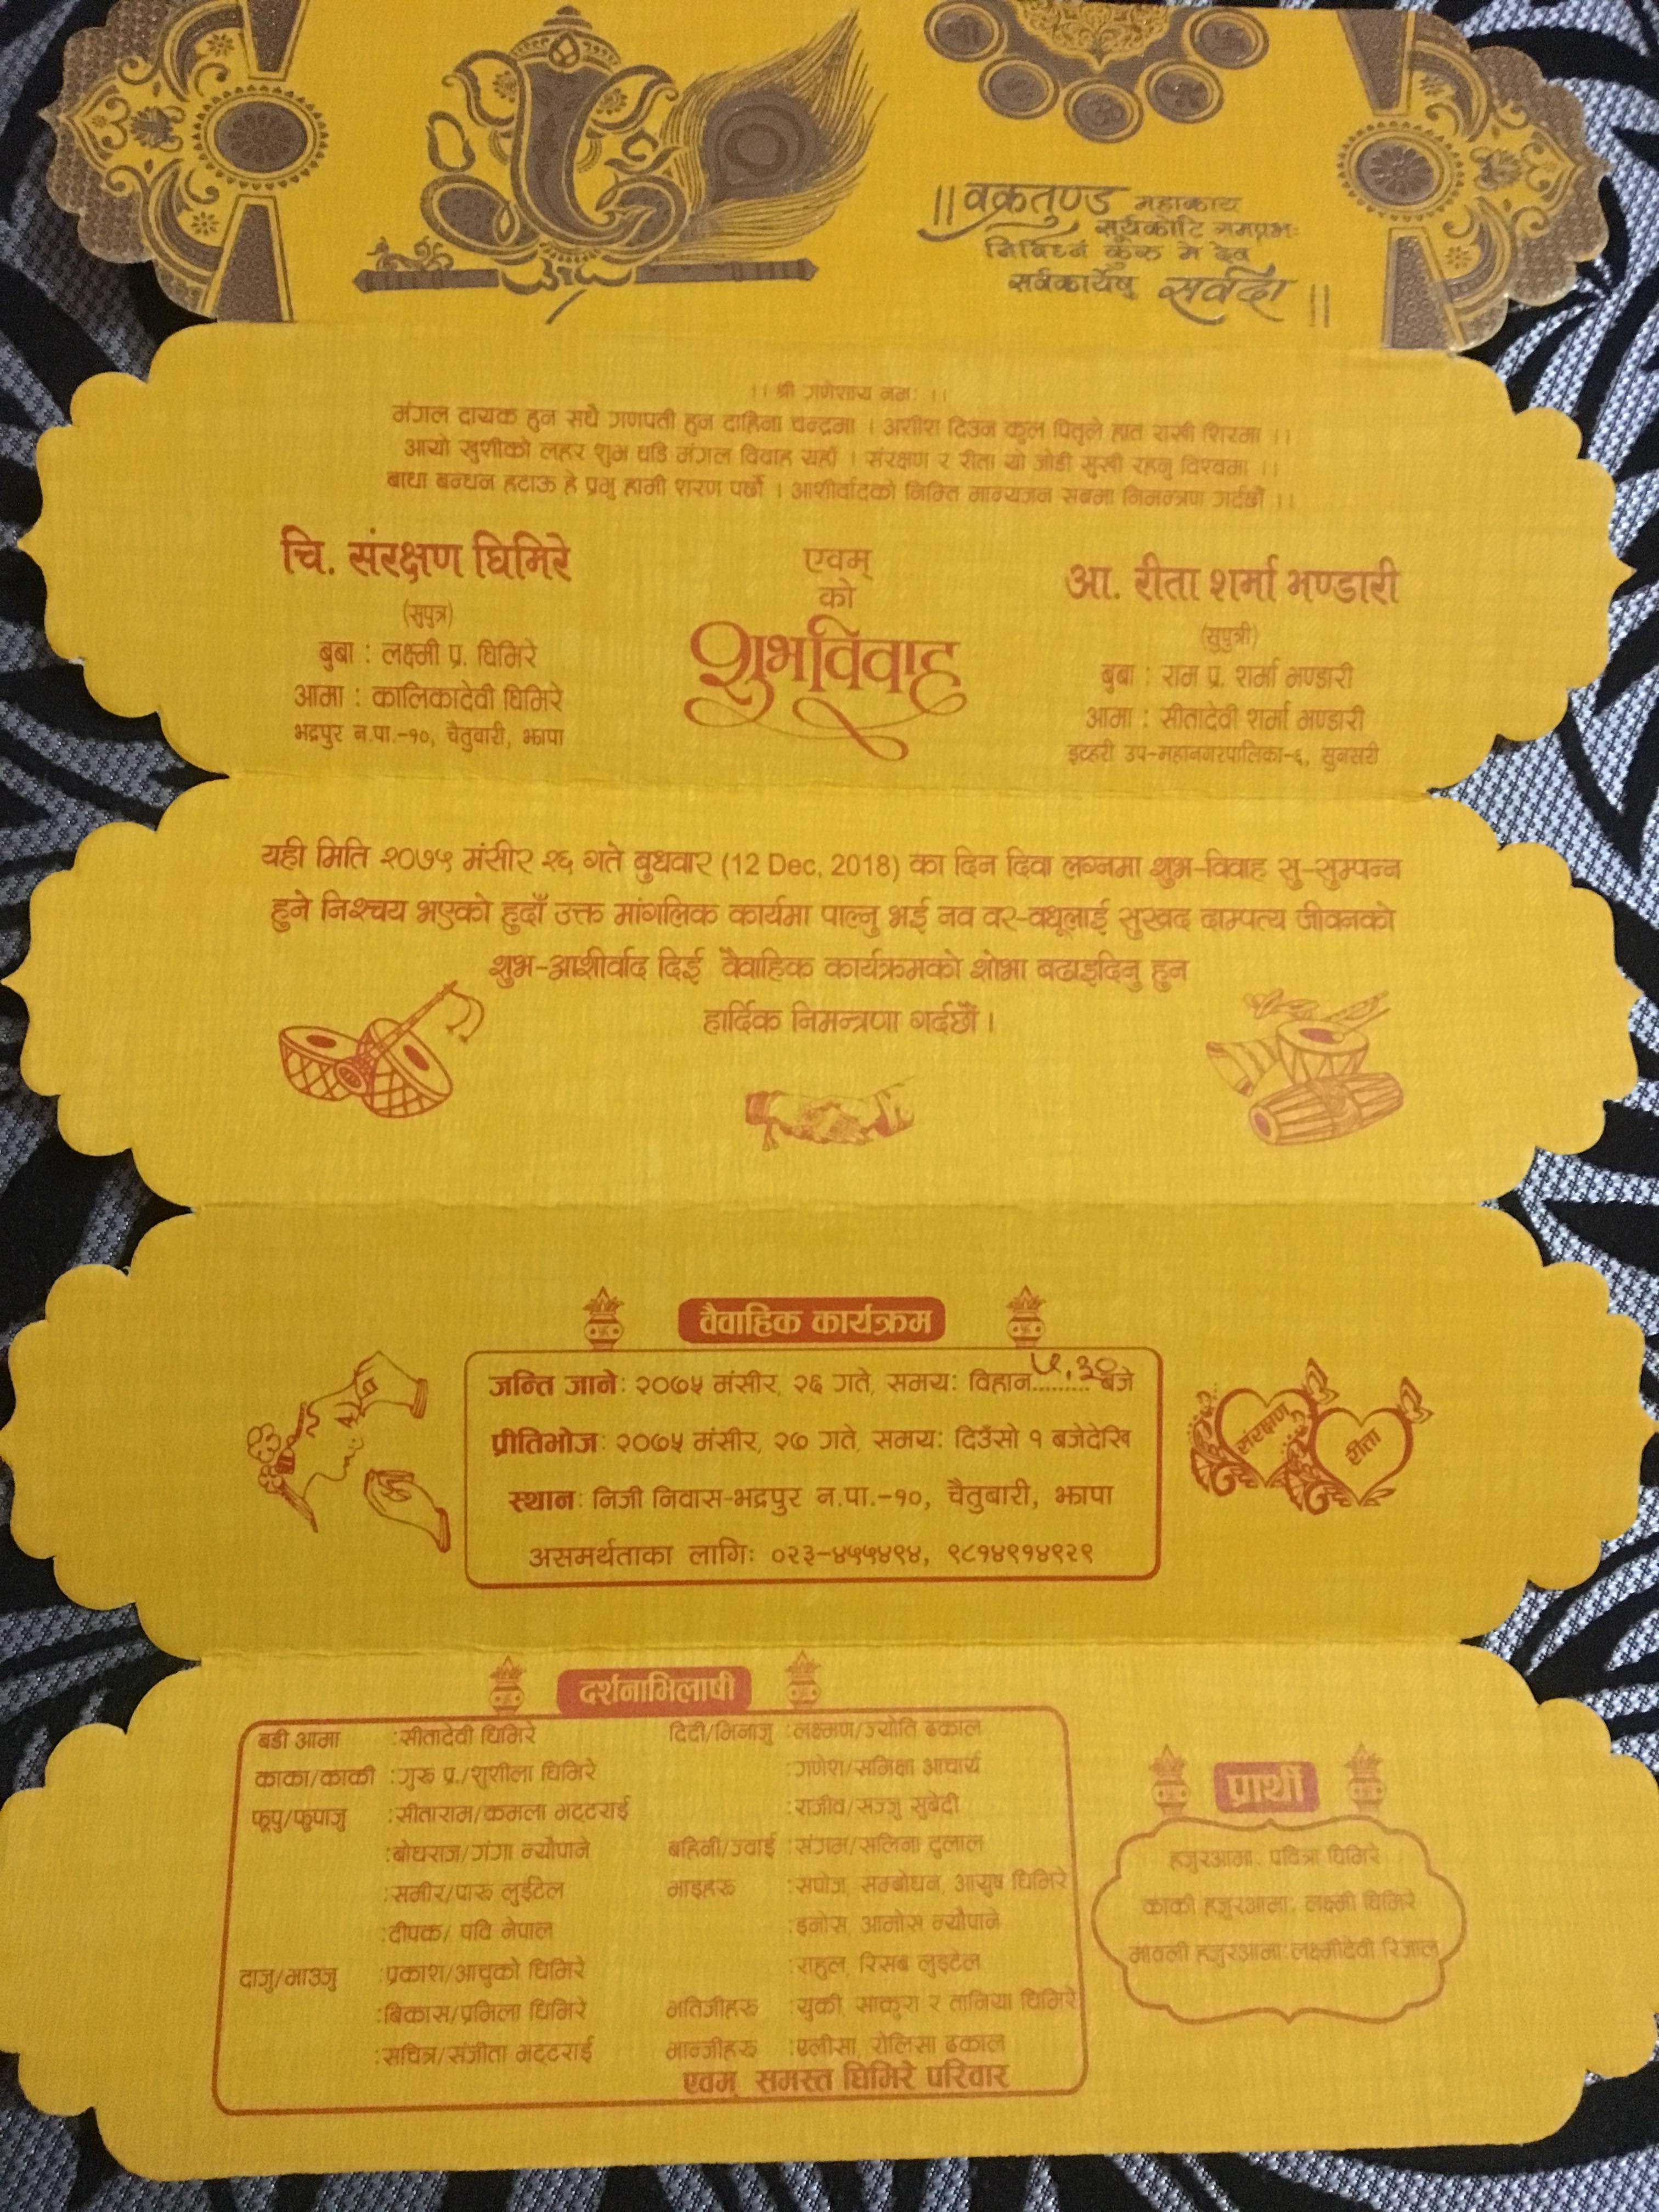 ॥ वक्रतुण्ड महाकाय
सूर्यकोटि समप्रभः
निर्विघ्नं कुरु मे देव
सर्वकार्येषु सर्वदा ॥
।। श्री गणेशाय नमः ।।
मंगल दायक हुन सधै गणपती हुन दाहिना चन्द्रमा । अशीश दिउन कुल पितृले हात राखी शिरमा ।।
आयो खुशीको लहर शुभ घडि मंगल विवाह यहाँ । संरक्षण र रीता यो जोडी सुखी रहनु विश्वमा ।।
बाधा बन्धन हटाऊ हे प्रभु हामी शरण पर्छौ । आशीर्वादको निम्ति मान्यजन सबमा निमन्त्रणा गर्दछौं ।।
चि. संरक्षण घिमिरे
(सुपुत्र)
बुबा : लक्ष्मी प्र. घिमिरे
आमा : कालिकादेवी घिमिरे
भद्रपुर न.पा.-१०, चैतुवारी, झापा
एवम्
को
शुभविवाह
आ. रीता शर्मा भण्डारी
(सुपुत्री)
बुबा : राम प्र. शर्मा भण्डारी
आमा : सीतादेवी शर्मा भण्डारी
इटहरी उप-महानगरपालिका-६, सुनसरी
यही मिति २०७५ मंसीर २६ गते बुधवार (12 Dec, 2018) का दिन दिवा लग्नमा शुभ-विवाह सु-सुम्पन्न
हुने निश्चय भएको हुदाँ उक्त मांगलिक कार्यमा पाल्नु भई नव वर-वधूलाई सुखद दाम्पत्य जीवनको
शुभ-आशीर्वाद दिई वैवाहिक कार्यक्रमको शोभा बढाइदिनु हुन
हार्दिक निमन्त्रणा गर्दछौं ।
वैवाहिक कार्यक्रम
जन्ति जाने: २०७५ मंसीर, २६ गते, समय: विहान ५.३० बजे
प्रीतिभोज: २०७५ मंसीर, २७ गते, समय: दिउँसो १ बजेदेखि
स्थान: निजी निवास-भद्रपुर न.पा.-१०, चैतुबारी, झापा
असमर्थताका लागि: ०२३-४५५४९४, ९८१४९१४९२९
संरक्षण
रीता
दर्शनाभिलाषी
बडी आमा :सीतादेवी घिमिरे
काका/काकी :गुरु प्र./सुशीला घिमिरे
फूपु/फुपाजु :सीताराम/कमला भट्टराई
:बोधराज/गंगा न्यौपाने
:समीर/पारु लुईटेल
:दीपक/ पवि नेपाल
दाजु/भाउजु :प्रकाश/आचुको घिमिरे
:बिकास/प्रमिला घिमिरे
:सचित्र/संजीता भट्टराई
दिदी/भिनाजु :लक्ष्मण/ज्योति ढकाल
:गणेश/समिक्षा आचार्य
:राजीव/सञ्जु सुबेदी
बहिनी/ज्वाई :संगम/सलिना दुलाल
भाइहरु :सपोज, सम्बोधन, आयुष घिमिरे
:इनोस, आमोस न्यौपाने
:राहुल, रिसब लुइटेल
भतिजीहरु :युकी, साकुरा र तानिया घिमिरे
भान्जीहरु :एलीसा, रोलिसा ढकाल
एवम् समस्त घिमिरे परिवार
प्रार्थी
हजुरआमा: पवित्रा घिमिरे
काकी हजुरआमा: लक्ष्मी घिमिरे
मावली हजुरआमा: लक्ष्मीदेवी रिजाल